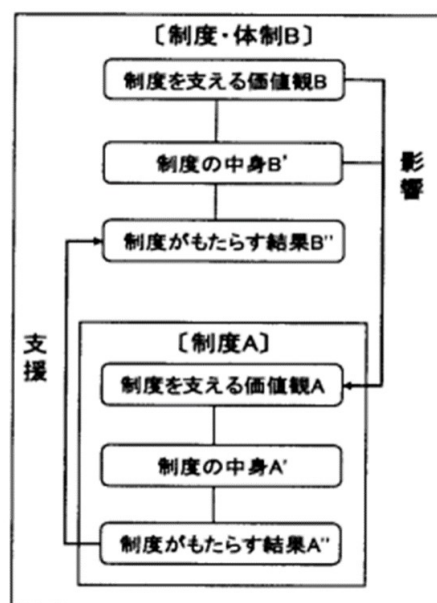 〔制度・体制B〕
制度を支える価値観B
制度の中身B'
制度がもたらす結果B''
影響
支援
〔制度A〕
制度を支える価値観A
制度の中身A'
制度がもたらす結果A''